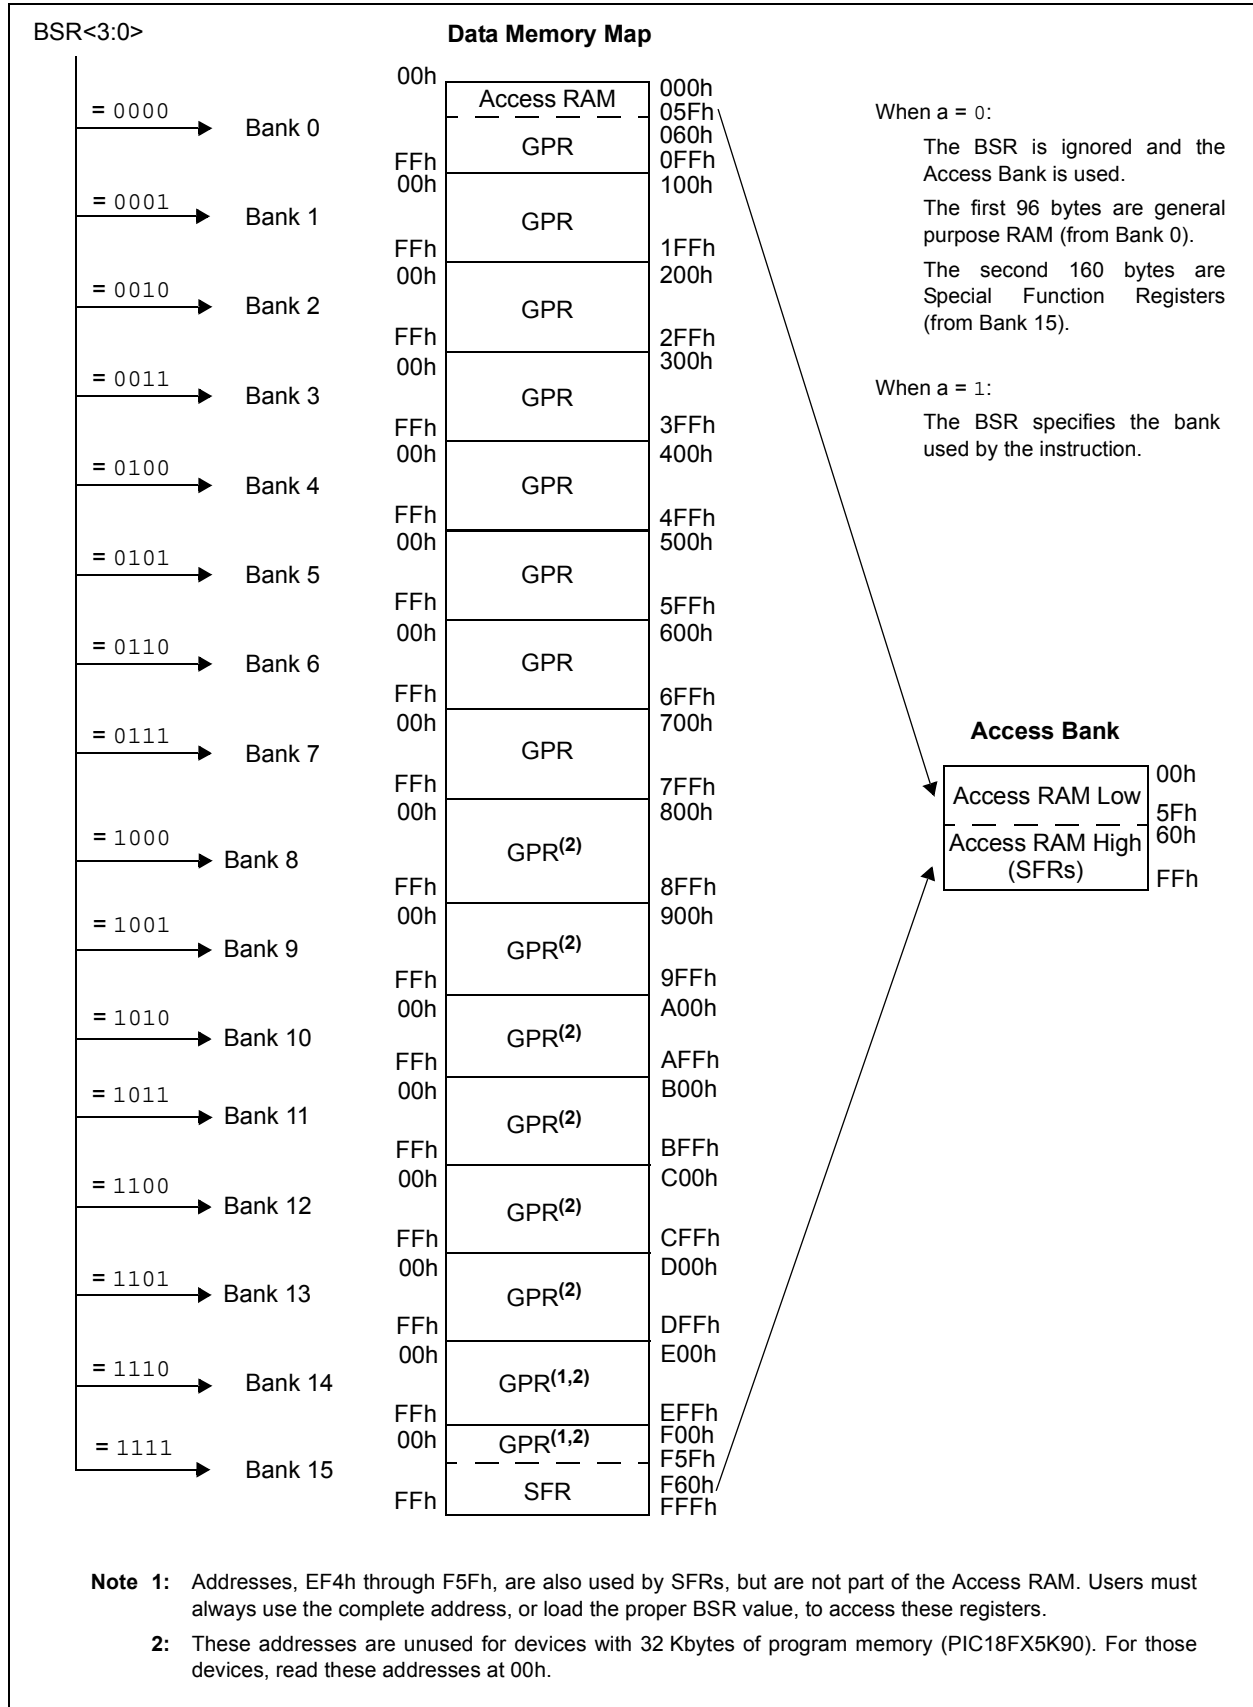 BSR<3:0>
Data Memory Map
00h
Access RAM
000h
05Fh
= 0000
Bank 0
GPR
060h
FFh
0FFh
00h
100h
= 0001
Bank 1
GPR
FFh
1FFh
00h
200h
= 0010
Bank 2
GPR
FFh
2FFh
00h
300h
= 0011
Bank 3
GPR
FFh
3FFh
00h
400h
= 0100
Bank 4
GPR
FFh
4FFh
00h
500h
= 0101
Bank 5
GPR
FFh
5FFh
00h
600h
= 0110
Bank 6
GPR
FFh
6FFh
00h
700h
= 0111
Bank 7
GPR
FFh
7FFh
00h
800h
= 1000
Bank 8
GPR(2)
FFh
8FFh
00h
900h
= 1001
Bank 9
GPR(2)
FFh
9FFh
00h
A00h
= 1010
Bank 10
GPR(2)
FFh
AFFh
00h
B00h
= 1011
Bank 11
GPR(2)
FFh
BFFh
00h
C00h
= 1100
Bank 12
GPR(2)
FFh
CFFh
00h
D00h
= 1101
Bank 13
GPR(2)
FFh
DFFh
00h
E00h
= 1110
Bank 14
GPR(1,2)
FFh
EFFh
00h
F00h
= 1111
Bank 15
GPR(1,2)
F5Fh
SFR
F60h
FFh
FFFh
When a = 0:
The BSR is ignored and the
Access Bank is used.
The first 96 bytes are general
purpose RAM (from Bank 0).
The second 160 bytes are
Special Function Registers
(from Bank 15).
When a = 1:
The BSR specifies the bank
used by the instruction.
Access Bank
Access RAM Low
00h
5Fh
Access RAM High
(SFRs)
60h
FFh
Note 1: Addresses, EF4h through F5Fh, are also used by SFRs, but are not part of the Access RAM. Users must
always use the complete address, or load the proper BSR value, to access these registers.
2: These addresses are unused for devices with 32 Kbytes of program memory (PIC18FX5K90). For those
devices, read these addresses at 00h.